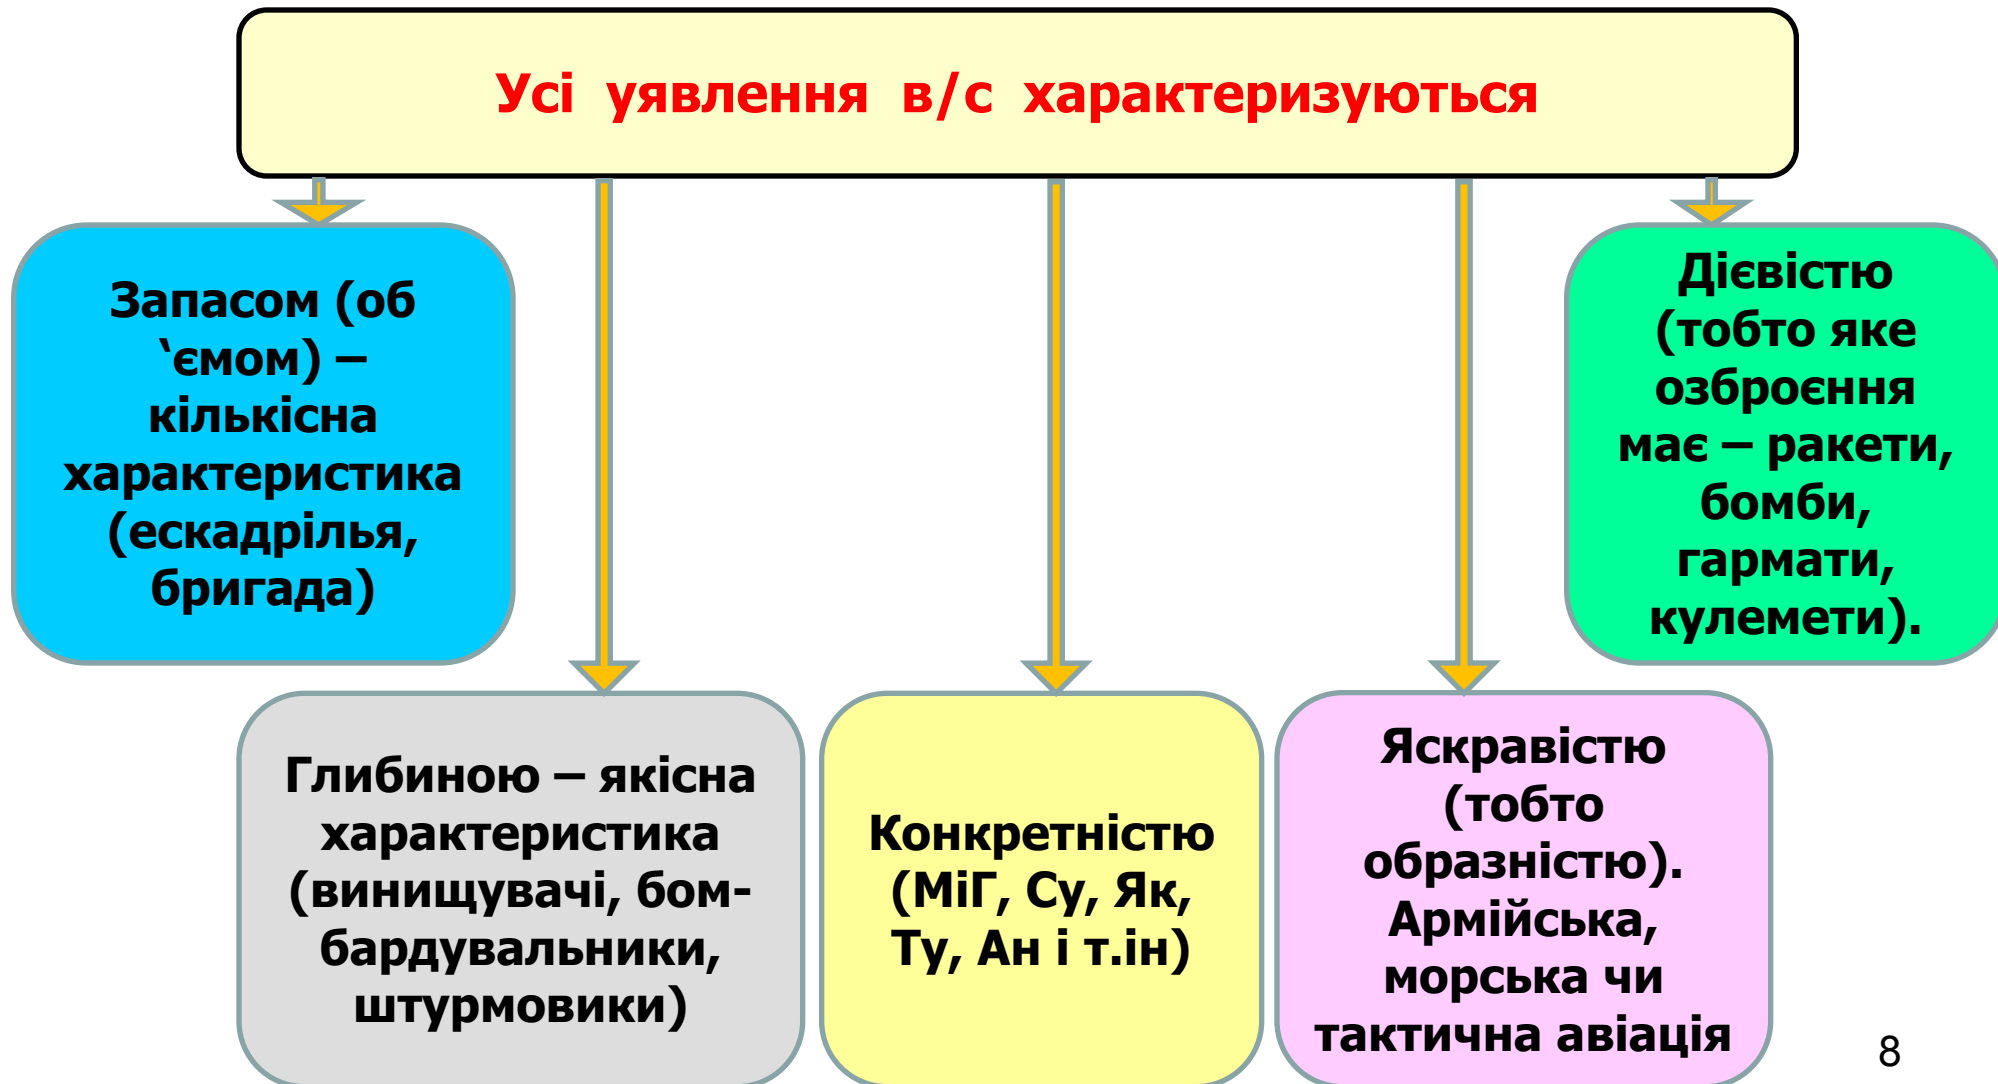 Усі уявлення в/с характеризуються
Запасом (об
‘ємом) –
кількісна
характеристика
(ескадрілья,
бригада)
Дієвістю
(тобто яке
озброєння
має – ракети,
бомби,
гармати,
кулемети).
Глибиною – якісна
характеристика
(винищувачі, бом-
бардувальники,
штурмовики)
Конкретністю
(МіГ, Су, Як,
Ту, Ан і т.ін)
Яскравістю
(тобто
образністю).
Армійська,
морська чи
тактична авіація
8